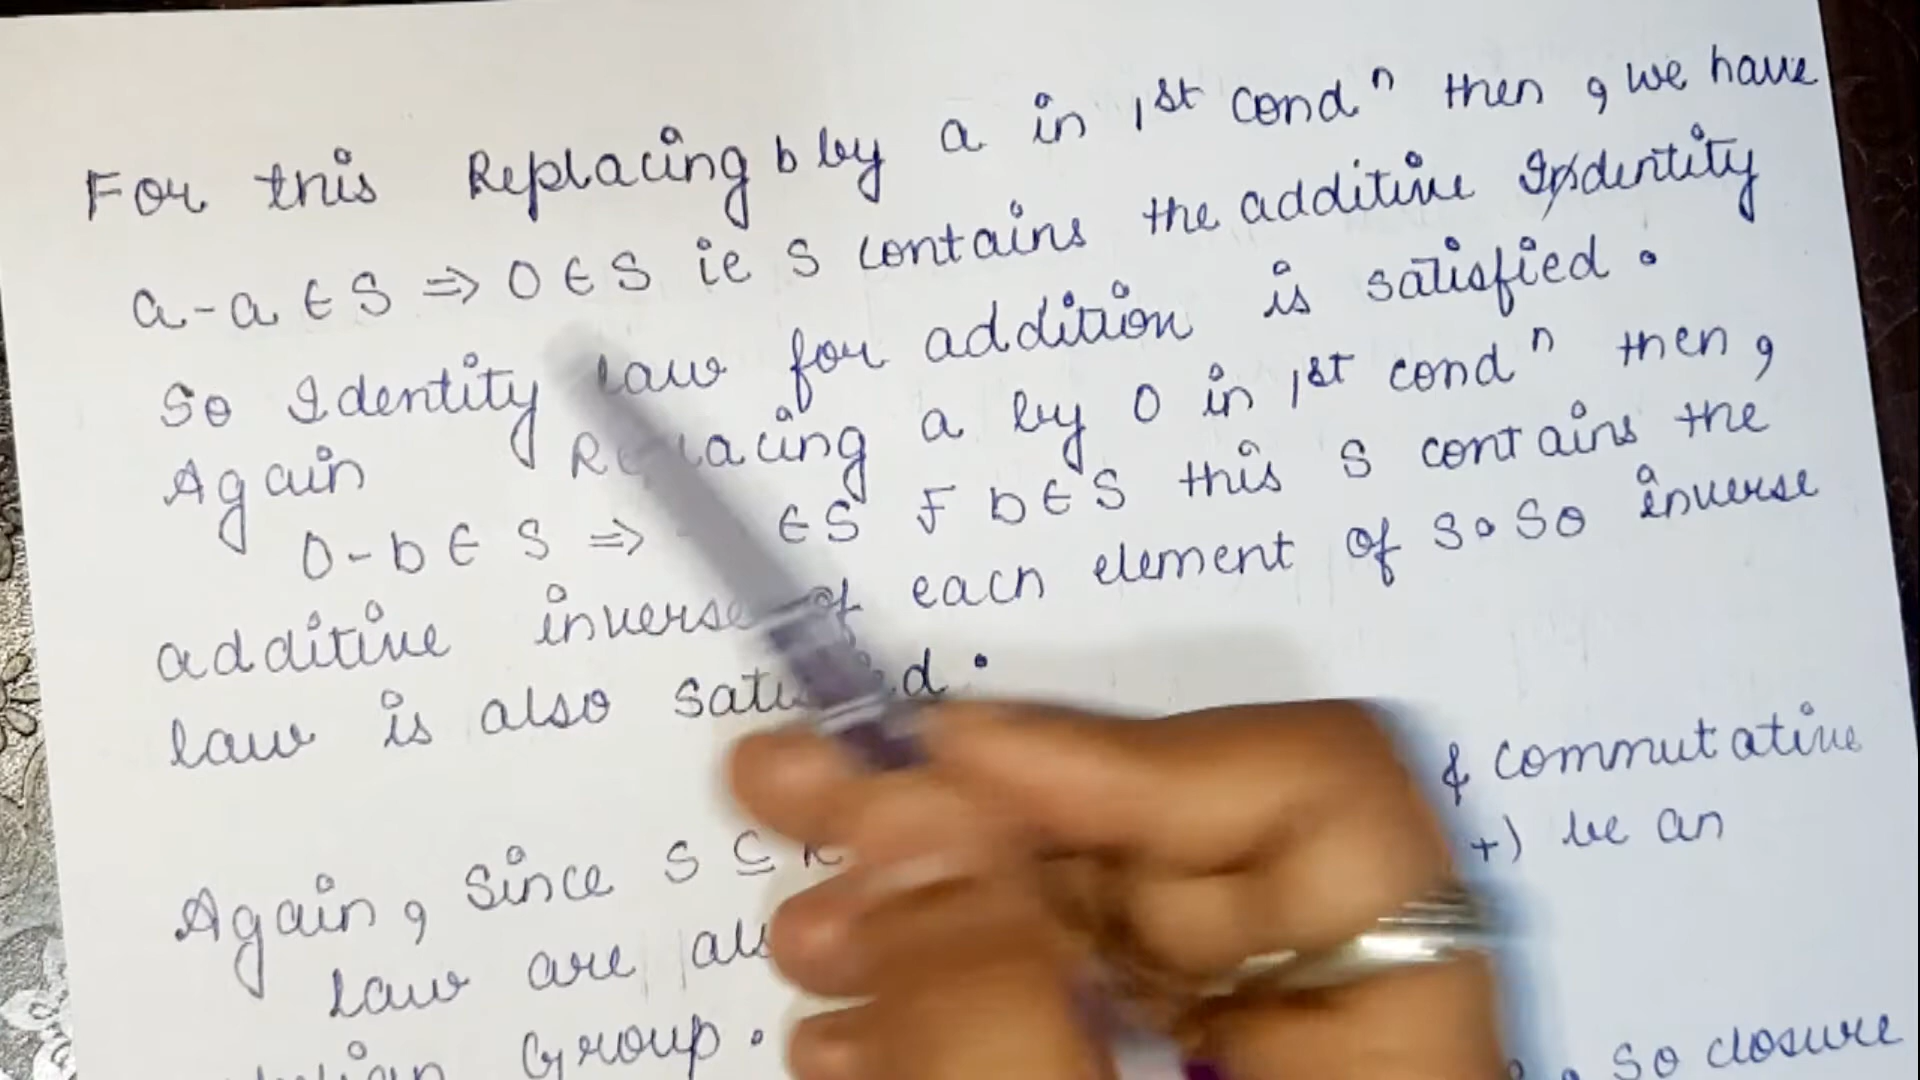 For this Replacing b by a in 1st condⁿ then, we have
a-a ∈ S ⇒ 0 ∈ S ie S contains the additive Identity
So Identity law for addition is satisfied.
Again Replacing a by 0 in 1st condⁿ then,
0-b ∈ S ⇒ ∈ S ∀ b ∈ S this S contains the
additive inverse of each element of S. So inverse
law is also satisfied.
Again, Since S ⊆ R & commutative
law are +) be an
Group.
So closure